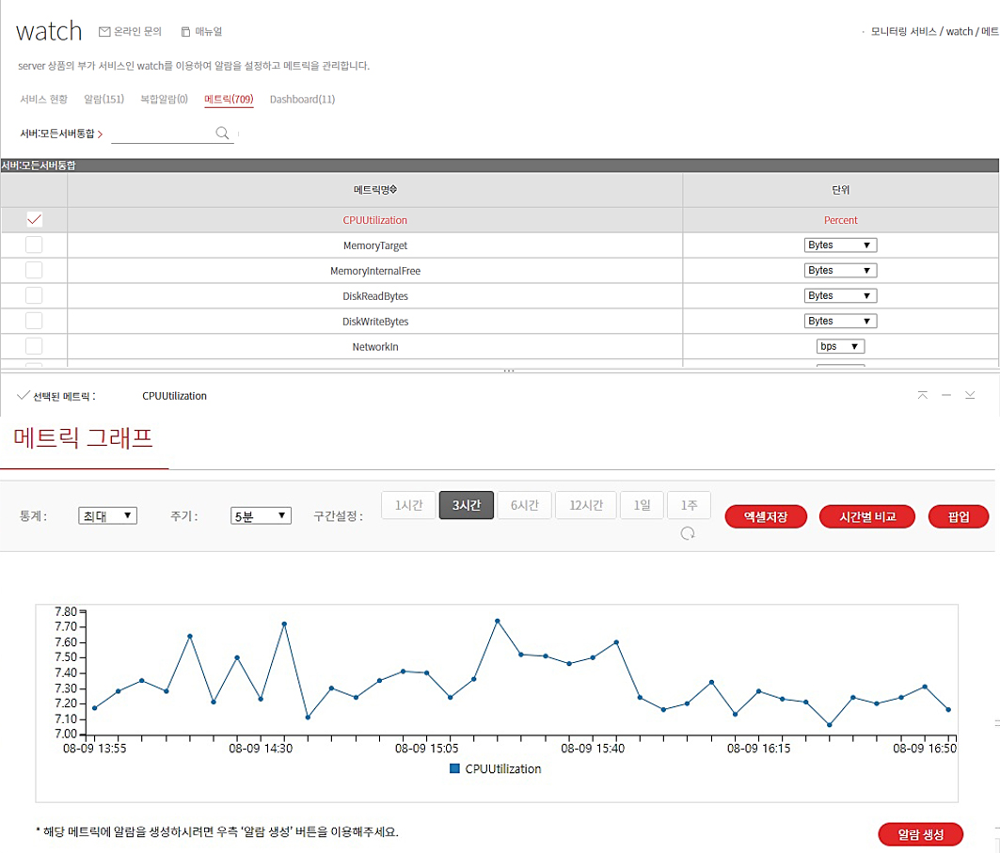 watch 온라인 문의 매뉴얼
· 모니터링 서비스 / watch / 메트
server 상품의 부가 서비스인 watch를 이용하여 알람을 설정하고 메트릭을 관리합니다.
서비스 현황 알람(151) 복합알람(0) 메트릭(709) Dashboard(11)
서버:모든서버통합 >
서버:모든서버통합
메트릭명 단위
CPUUtilization Percent
MemoryTarget Bytes ▼
MemoryInternalFree Bytes ▼
DiskReadBytes Bytes ▼
DiskWriteBytes Bytes ▼
NetworkIn bps ▼
선택된 메트릭 : CPUUtilization
메트릭 그래프
통계 : 최대 ▼ 주기 : 5분 ▼ 구간설정 : 1시간 3시간 6시간 12시간 1일 1주 엑셀저장 시간별 비교 팝업
7.80
7.70
7.60
7.50
7.40
7.30
7.20
7.10
7.00
08-09 13:55 08-09 14:30 08-09 15:05 08-09 15:40 08-09 16:15 08-09 16:50
CPUUtilization
* 해당 메트릭에 알람을 생성하시려면 우측 ‘알람 생성’ 버튼을 이용해주세요.
알람 생성